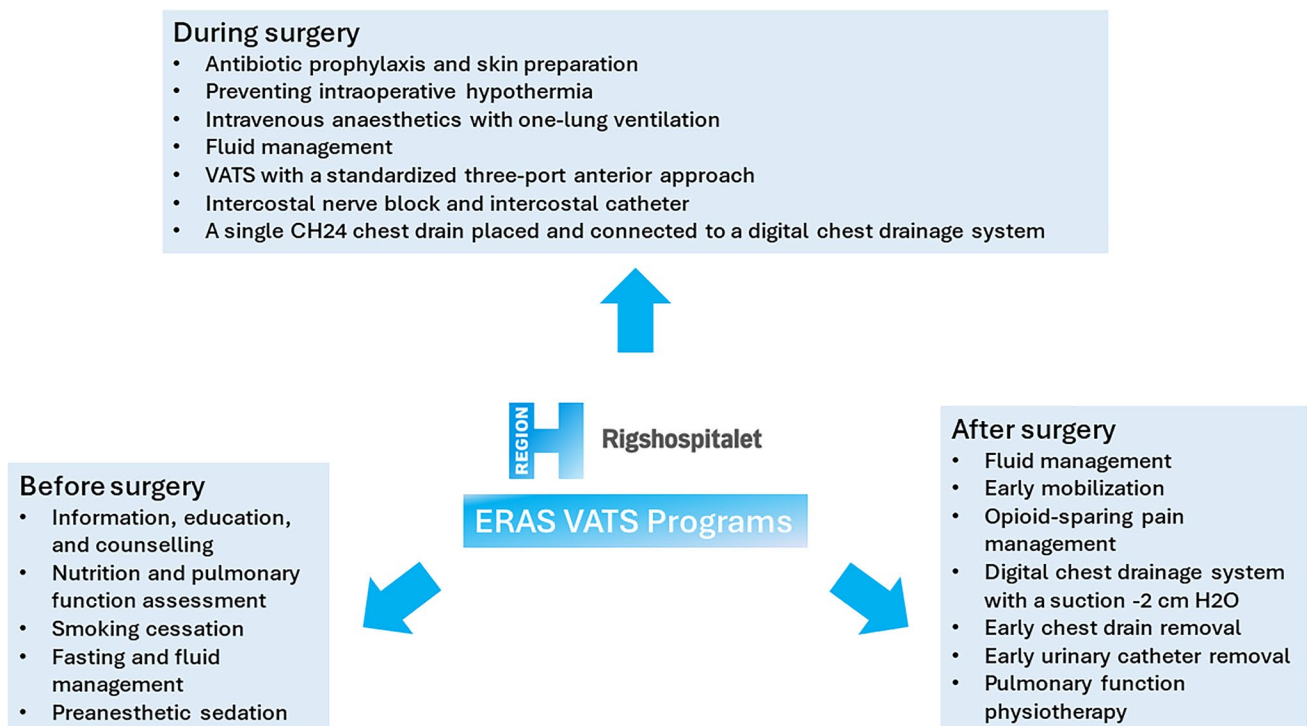 During surgery
• Antibiotic prophylaxis and skin preparation
• Preventing intraoperative hypothermia
• Intravenous anaesthetics with one-lung ventilation
• Fluid management
• VATS with a standardized three-port anterior approach
• Intercostal nerve block and intercostal catheter
• A single CH24 chest drain placed and connected to a digital chest drainage system
REGION H
Rigshospitalet
ERAS VATS Programs
Before surgery
• Information, education,
and counselling
• Nutrition and pulmonary
function assessment
• Smoking cessation
• Fasting and fluid
management
• Preanesthetic sedation
After surgery
• Fluid management
• Early mobilization
• Opioid-sparing pain
management
• Digital chest drainage system
with a suction -2 cm H2O
• Early chest drain removal
• Early urinary catheter removal
• Pulmonary function
physiotherapy